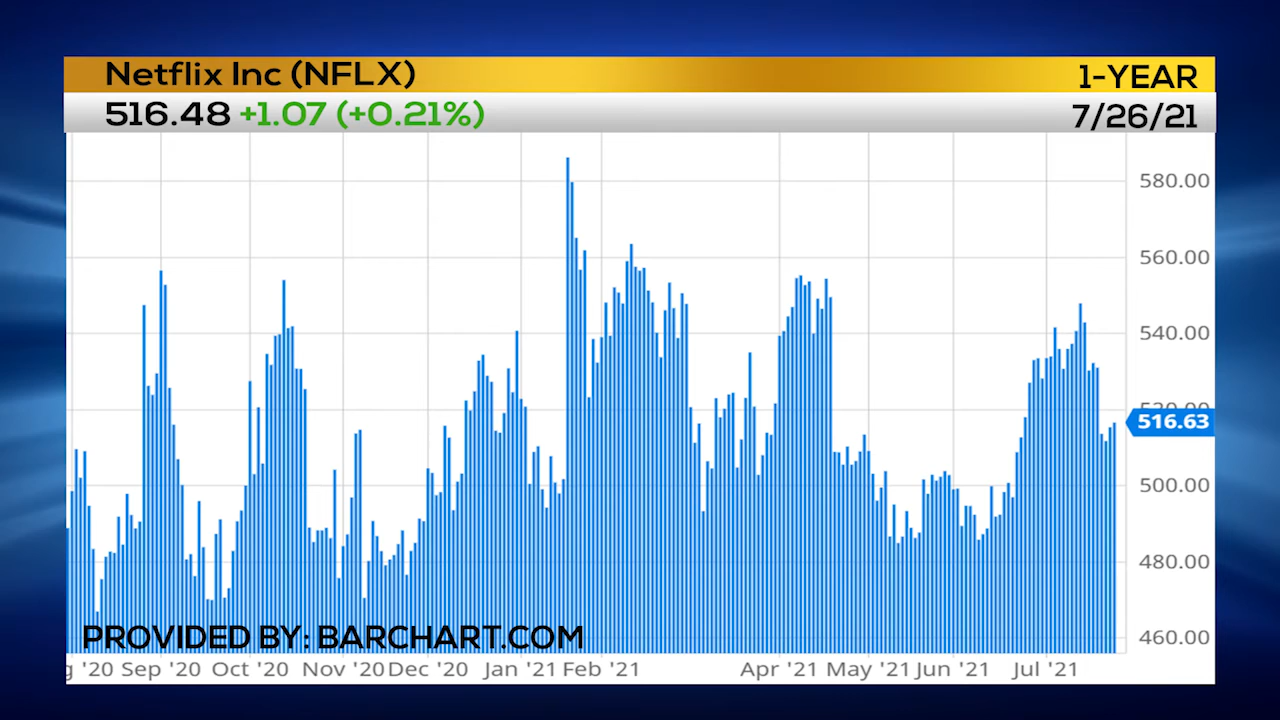 Netflix Inc (NFLX)
1-YEAR
516.48 +1.07 (+0.21%)
7/26/21
580.00
560.00
540.00
516.63
500.00
480.00
460.00
PROVIDED BY: BARCHART.COM
g '20 Sep '20 Oct '20 Nov '20 Dec '20 Jan '21 Feb '21 Apr '21 May '21 Jun '21 Jul '21